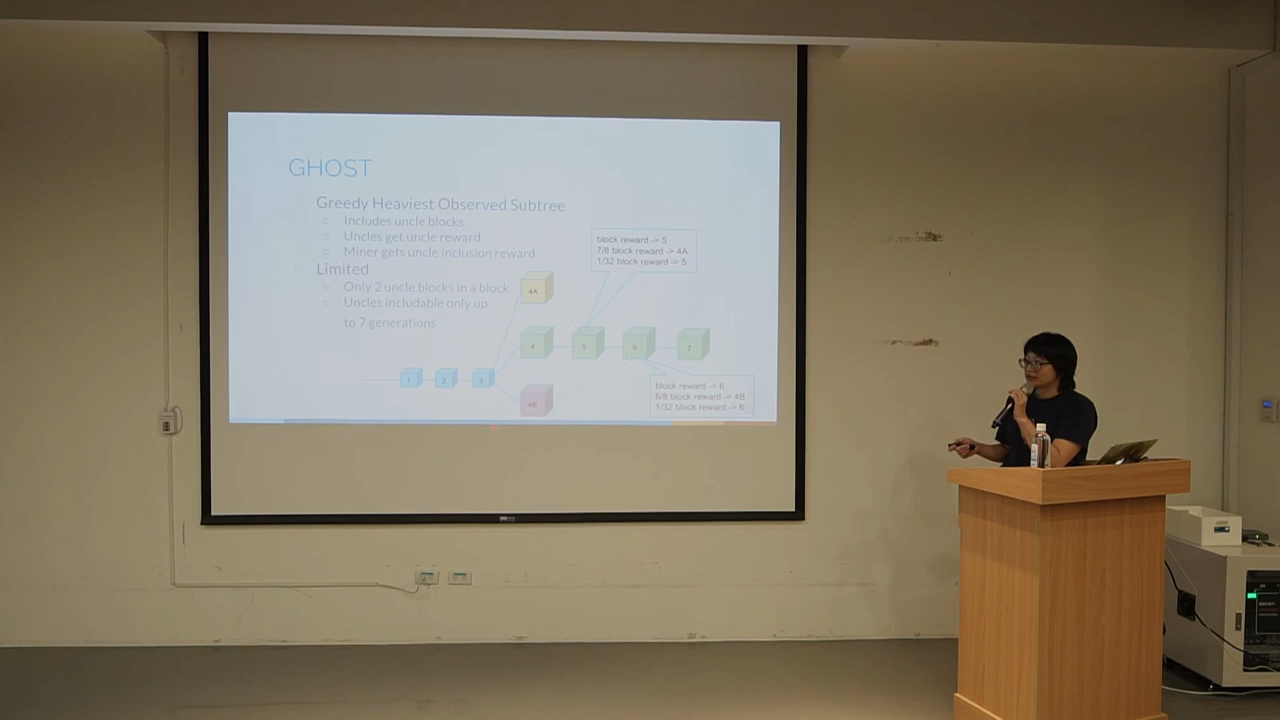 GHOST
Greedy Heaviest Observed Subtree
Includes uncle blocks
Uncles get uncle reward
Miner gets uncle inclusion reward
Limited
Only 2 uncle blocks in a block
Uncles includable only up
to 7 generations
block reward -> 5
7/8 block reward -> 4A
1/32 block reward -> 5
4A
4
5
6
7
1
2
3
4B
block reward -> 6
6/8 block reward -> 4B
1/32 block reward -> 6